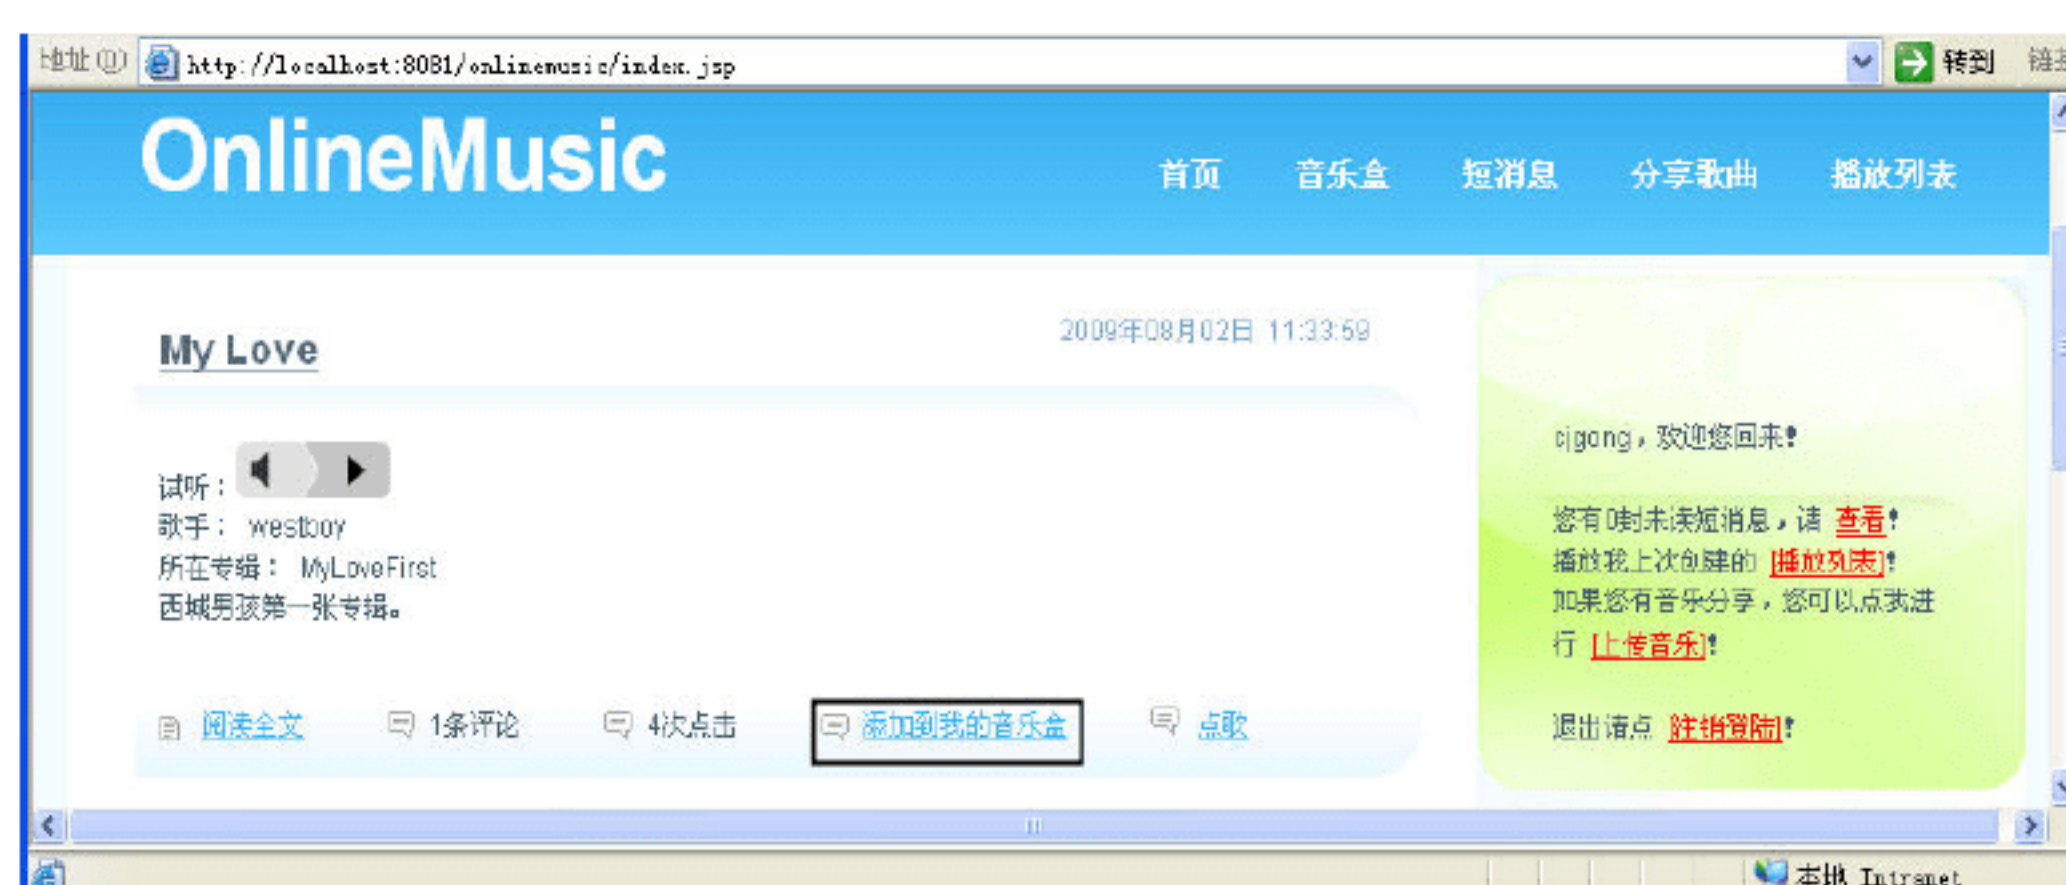 地址(D) http://localhost:8081/onlinemusic/index.jsp 转到
OnlineMusic
首页 音乐盒 短消息 分享歌曲 播放列表
My Love
2009年08月02日 11:33:59
试听：
歌手： westboy
所在专辑： MyLoveFirst
西城男孩第一张专辑。
阅读全文 1条评论 4次点击 添加到我的音乐盒 点歌
cjgong，欢迎您回来！
您有0封未读短消息，请 查看！
播放我上次创建的 [播放列表]！
如果您有音乐分享，您可以点我进
行 [上传音乐]！
退出请点 [注销登陆]！
本地 Intranet